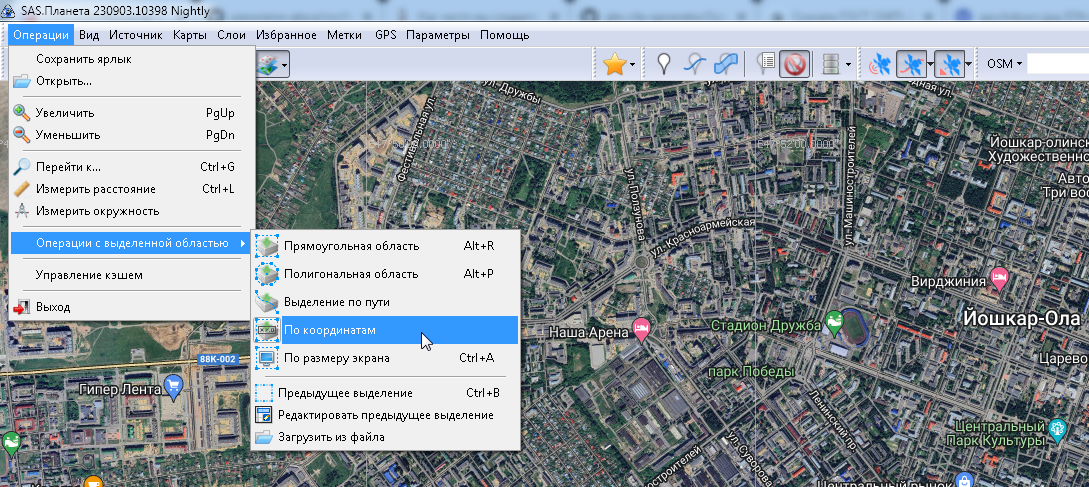 SAS.Планета 230903.10398 Nightly
Операции Вид Источник Карты Слои Избранное Метки GPS Параметры Помощь
OSM
Сохранить ярлык
Открыть...
Увеличить PgUp
Уменьшить PgDn
Перейти к... Ctrl+G
Измерить расстояние Ctrl+L
Измерить окружность
Операции с выделенной областью
Управление кэшем
Выход
Прямоугольная область Alt+R
Полигональная область Alt+P
Выделение по пути
По координатам
По размеру экрана Ctrl+A
Предыдущее выделение Ctrl+B
Редактировать предыдущее выделение
Загрузить из файла
ул. Дружбы
Фестивальная ул.
ул. Ползунова
ул. Красноармейская
ул. Машиностроителей
Йошкар-олинск
Художественно
Авто
Три вос
Вирджиния
Йошкар-Ола
Наша Арена
Стадион Дружба
Царево
парк Победы
88К-002
Гипер Лента
Ленинский пр.
Центральный
Парк Культуры
ул. Суворова
Центральный рынок